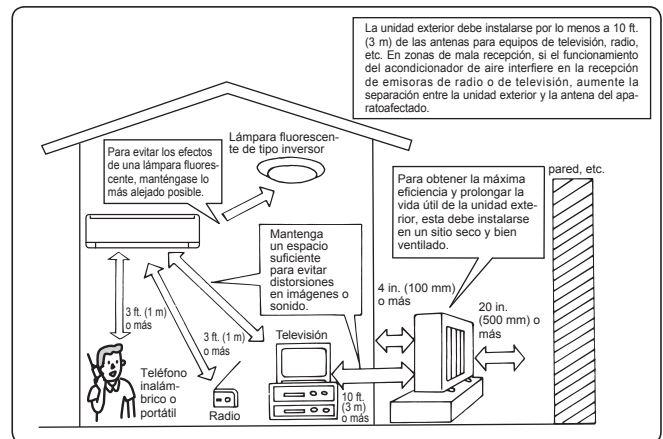 La unidad exterior debe instalarse por lo menos a 10 ft.
(3 m) de las antenas para equipos de televisión, radio,
etc. En zonas de mala recepción, si el funcionamiento
del acondicionador de aire interfiere en la recepción
de emisoras de radio o de televisión, aumente la
separación entre la unidad exterior y la antena del apa-
ratoafectado.
Lámpara fluorescen-
te de tipo inversor
Para evitar los efectos
de una lámpara fluores-
cente, manténgase lo
más alejado posible.
pared, etc.
Para obtener la máxima
eficiencia y prolongar la
vida útil de la unidad exte-
rior, esta debe instalarse
en un sitio seco y bien
ventilado.
Mantenga
un espacio
suficiente
para evitar
distorsiones
en imágenes o
sonido.
4 in. (100 mm)
o más
20 in.
(500 mm) o
más
3 ft. (1 m)
o más
3 ft. (1 m)
o más
Televisión
Teléfono
inalám-
brico o
portátil
Radio
10 ft.
(3 m)
o más